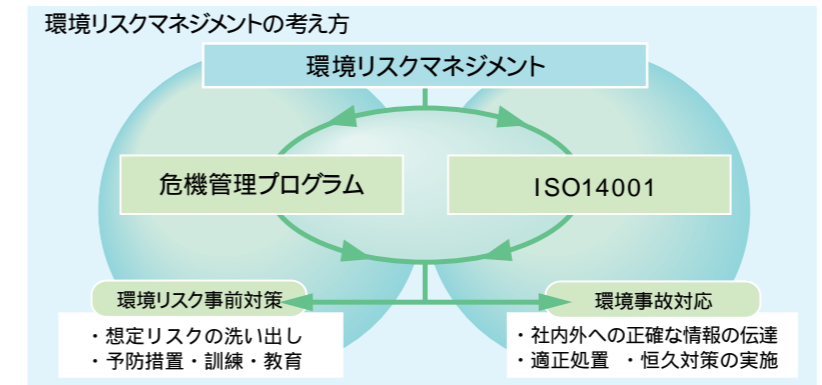 環境リスクマネジメントの考え方
環境リスクマネジメント
危機管理プログラム
ISO14001
環境リスク事前対策
・想定リスクの洗い出し
・予防措置・訓練・教育
環境事故対応
・社内外への正確な情報の伝達
・適正処置 ・恒久対策の実施